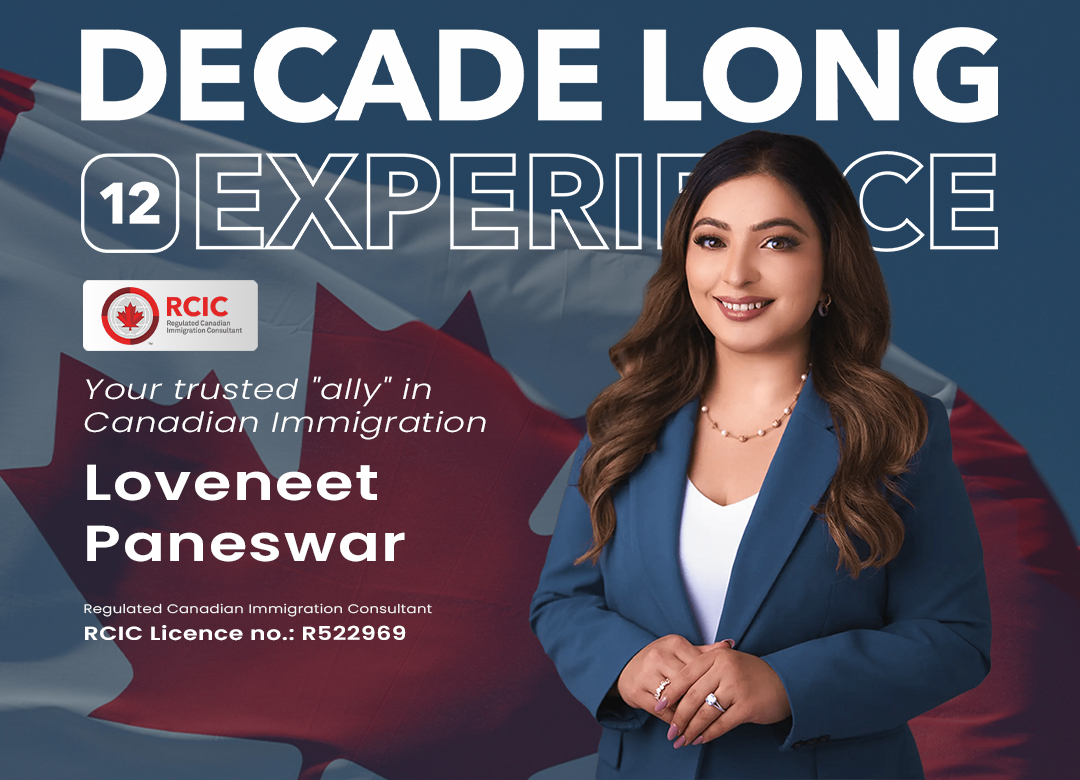 DECADE LONG
12 EXPERIENCE
RCIC
Regulated Canadian
Immigration Consultant
Your trusted "ally" in
Canadian Immigration
Loveneet
Paneswar
Regulated Canadian Immigration Consultant
RCIC Licence no.: R522969